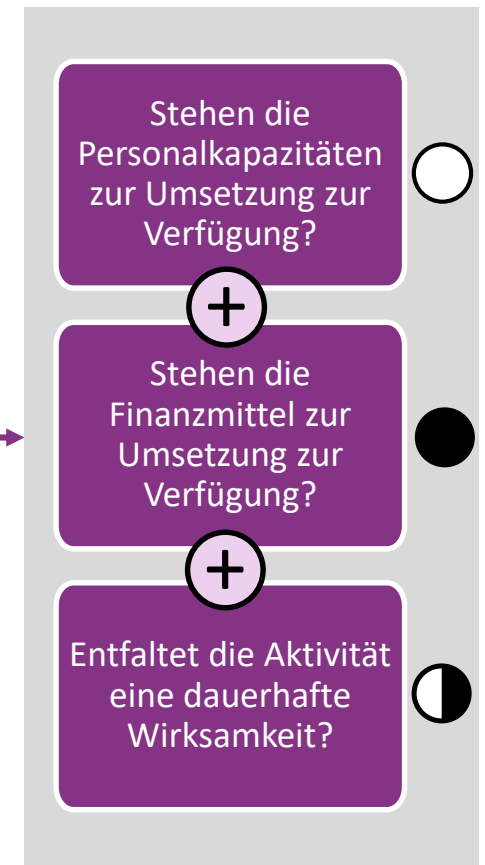 Stehen die
Personalkapazitäten
zur Umsetzung zur
Verfügung?
+
Stehen die
Finanzmittel zur
Umsetzung zur
Verfügung?
+
Entfaltet die Aktivität
eine dauerhafte
Wirksamkeit?